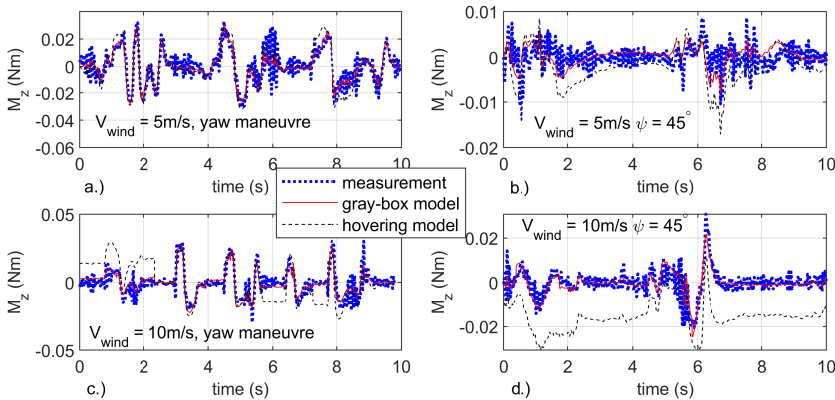 0.02
0
-0.02
-0.04
-0.06
M_z (Nm)
V_wind = 5m/s, yaw maneuvre
0 2 4 6 8 10
a.) time (s)
0.01
0
-0.01
-0.02
M_z (Nm)
V_wind = 5m/s ψ = 45°
0 2 4 6 8 10
b.) time (s)
measurement
gray-box model
hovering model
0.05
0
-0.05
M_z (Nm)
V_wind = 10m/s, yaw maneuvre
0 2 4 6 8 10
c.) time (s)
V_wind = 10m/s ψ = 45°
0.02
0
-0.02
M_z (Nm)
0 2 4 6 8 10
d.) time (s)